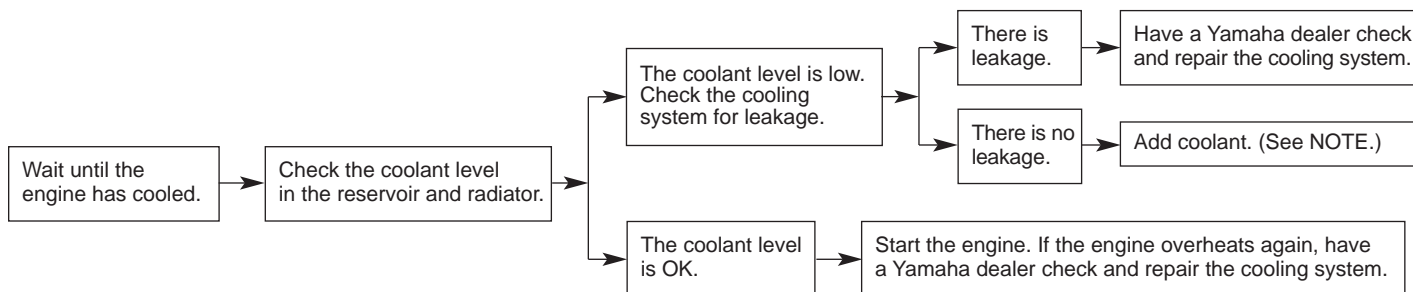 Wait until the
engine has cooled.
Check the coolant level
in the reservoir and radiator.
The coolant level is low.
Check the cooling
system for leakage.
There is
leakage.
Have a Yamaha dealer check
and repair the cooling system.
There is no
leakage.
Add coolant. (See NOTE.)
The coolant level
is OK.
Start the engine. If the engine overheats again, have
a Yamaha dealer check and repair the cooling system.